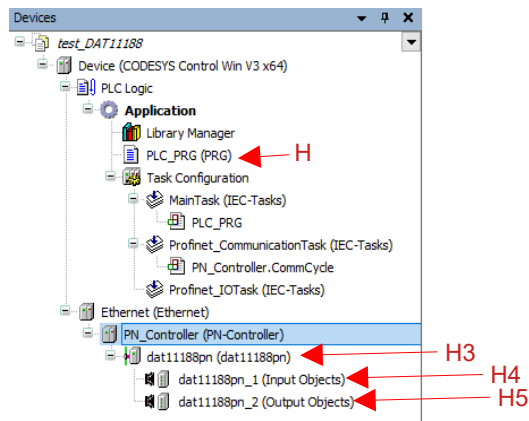 Devices
test_DAT11188
Device (CODESYS Control Win V3 x64)
PLC Logic
Application
Library Manager
PLC_PRG (PRG) H
Task Configuration
MainTask (IEC-Tasks)
PLC_PRG
Profinet_CommunicationTask (IEC-Tasks)
PN_Controller.CommCycle
Profinet_IOTask (IEC-Tasks)
Ethernet (Ethernet)
PN_Controller (PN-Controller)
dat11188pn (dat11188pn) H3
dat11188pn_1 (Input Objects) H4
dat11188pn_2 (Output Objects) H5